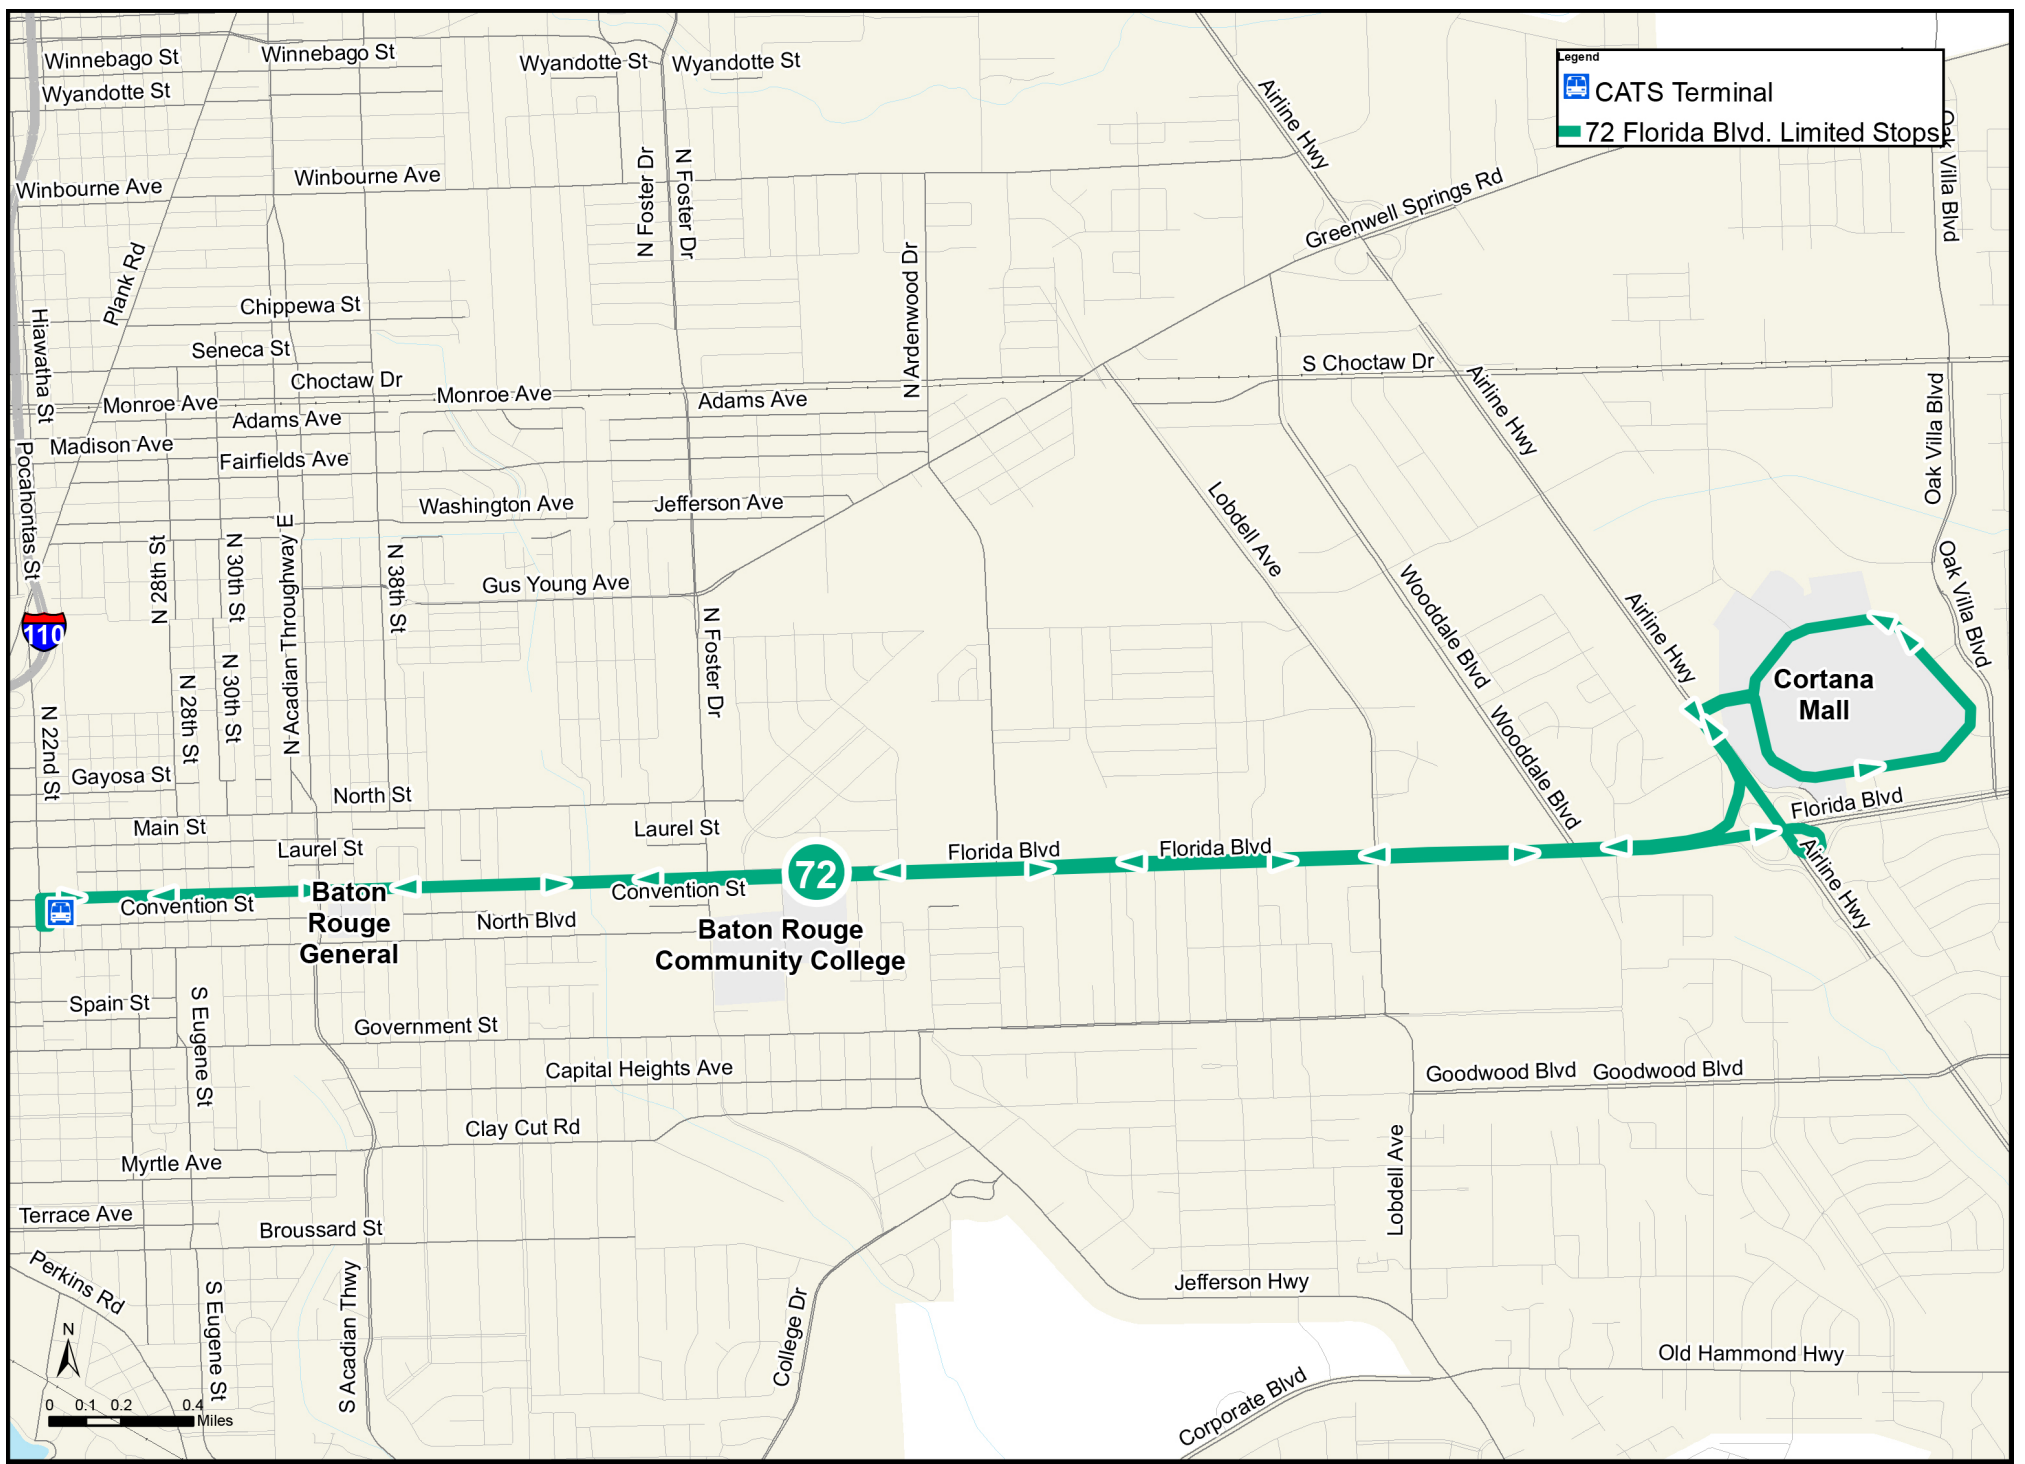 Winnebago St
Winnebago St
Wyandotte St
Wyandotte St
Wyandotte St
Airline Hwy
Legend
CATS Terminal
72 Florida Blvd. Limited Stops
Oak Villa Blvd
Winbourne Ave
Winbourne Ave
N Foster Dr
N Foster Dr
Greenwell Springs Rd
Plank Rd
N Ardenwood Dr
Chippewa St
Hiawatha St
Seneca St
S Choctaw Dr
Choctaw Dr
Monroe Ave
Monroe Ave
Adams Ave
Adams Ave
Airline Hwy
Oak Villa Blvd
Madison Ave
Fairfields Ave
Pocahontas St
Washington Ave
Jefferson Ave
Lobdell Ave
N 28th St
N 30th St
N Acadian Throughway E
N 38th St
Gus Young Ave
Wooddale Blvd
Airline Hwy
Oak Villa Blvd
110
N Foster Dr
N 28th St
N 30th St
Cortana
Mall
N 22nd St
Wooddale Blvd
Gayosa St
North St
Florida Blvd
Main St
Laurel St
Laurel St
Florida Blvd
Florida Blvd
72
Airline Hwy
Convention St
Convention St
Baton
Rouge
General
North Blvd
Baton Rouge
Community College
Spain St
S Eugene St
Government St
Capital Heights Ave
Goodwood Blvd
Goodwood Blvd
Clay Cut Rd
Lobdell Ave
Myrtle Ave
Terrace Ave
Broussard St
Perkins Rd
S Eugene St
S Acadian Thwy
College Dr
Jefferson Hwy
Old Hammond Hwy
Corporate Blvd
N
0 0.1 0.2 0.4
Miles